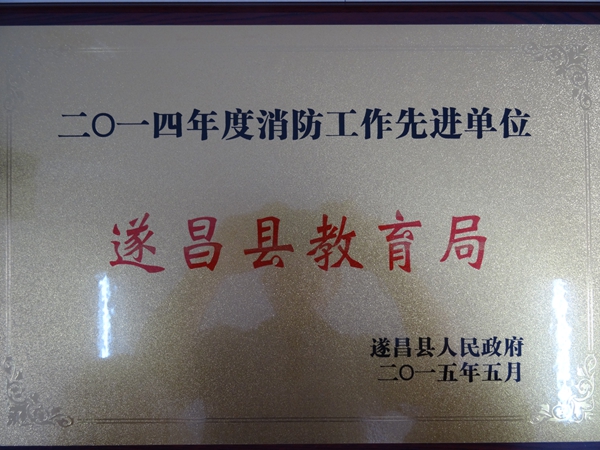 二〇一四年度消防工作先进单位
遂昌县教育局
遂昌县人民政府
二〇一五年五月